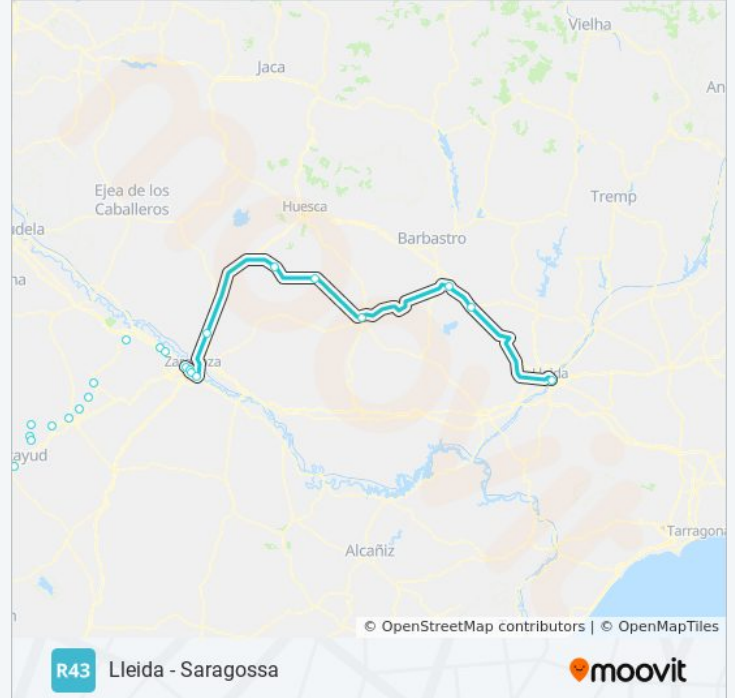 Vielha
Jaca
An
Ejea de los
Caballeros
Huesca
Tremp
udela
Barbastro
na
Zaragoza
Lleida
ayud
Tarragona
Alcañiz
© OpenStreetMap contributors | © OpenMapTiles
R43 Lleida - Saragossa
moovit